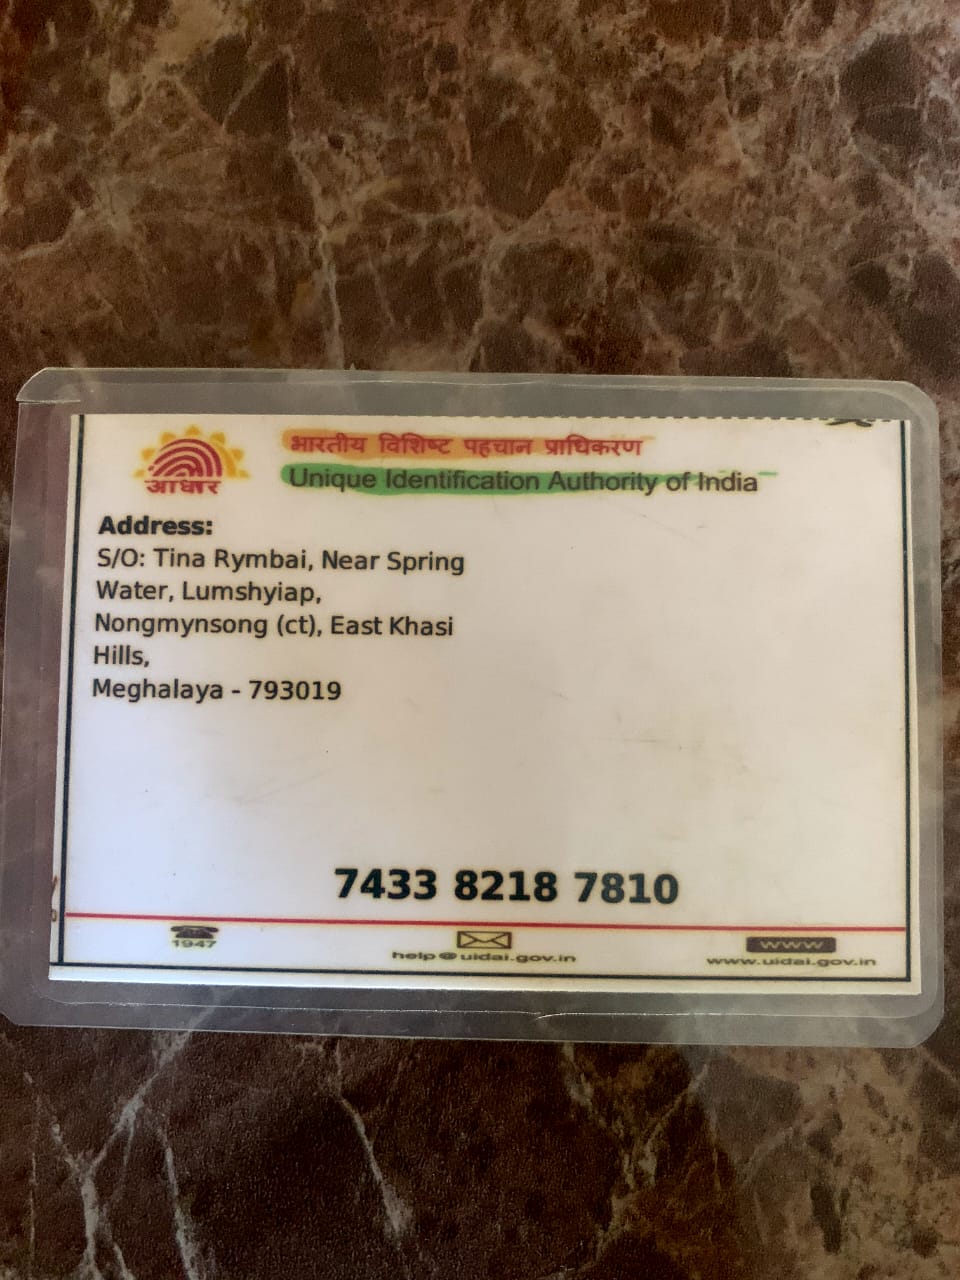 आधार
भारतीय विशिष्ट पहचान प्राधिकरण
Unique Identification Authority of India
Address:
S/O: Tina Rymbai, Near Spring
Water, Lumshyiap,
Nongmynsong (ct), East Khasi
Hills,
Meghalaya - 793019
7433 8218 7810
1947
help@uidai.gov.in
WWW
www.uidai.gov.in